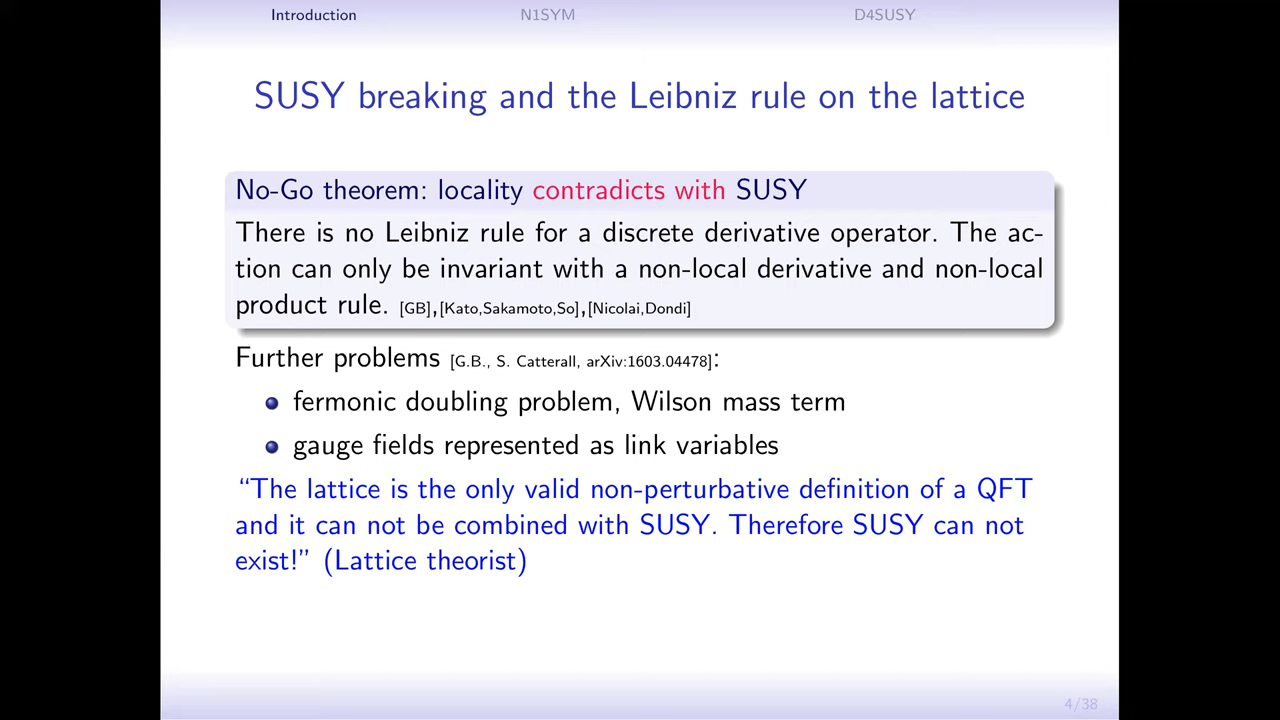 Introduction N1SYM D4SUSY
SUSY breaking and the Leibniz rule on the lattice
No-Go theorem: locality contradicts with SUSY
There is no Leibniz rule for a discrete derivative operator. The ac-
tion can only be invariant with a non-local derivative and non-local
product rule. [GB],[Kato,Sakamoto,So],[Nicolai,Dondi]
Further problems [G.B., S. Catterall, arXiv:1603.04478]:
fermonic doubling problem, Wilson mass term
gauge fields represented as link variables
“The lattice is the only valid non-perturbative definition of a QFT
and it can not be combined with SUSY. Therefore SUSY can not
exist!” (Lattice theorist)
4/38